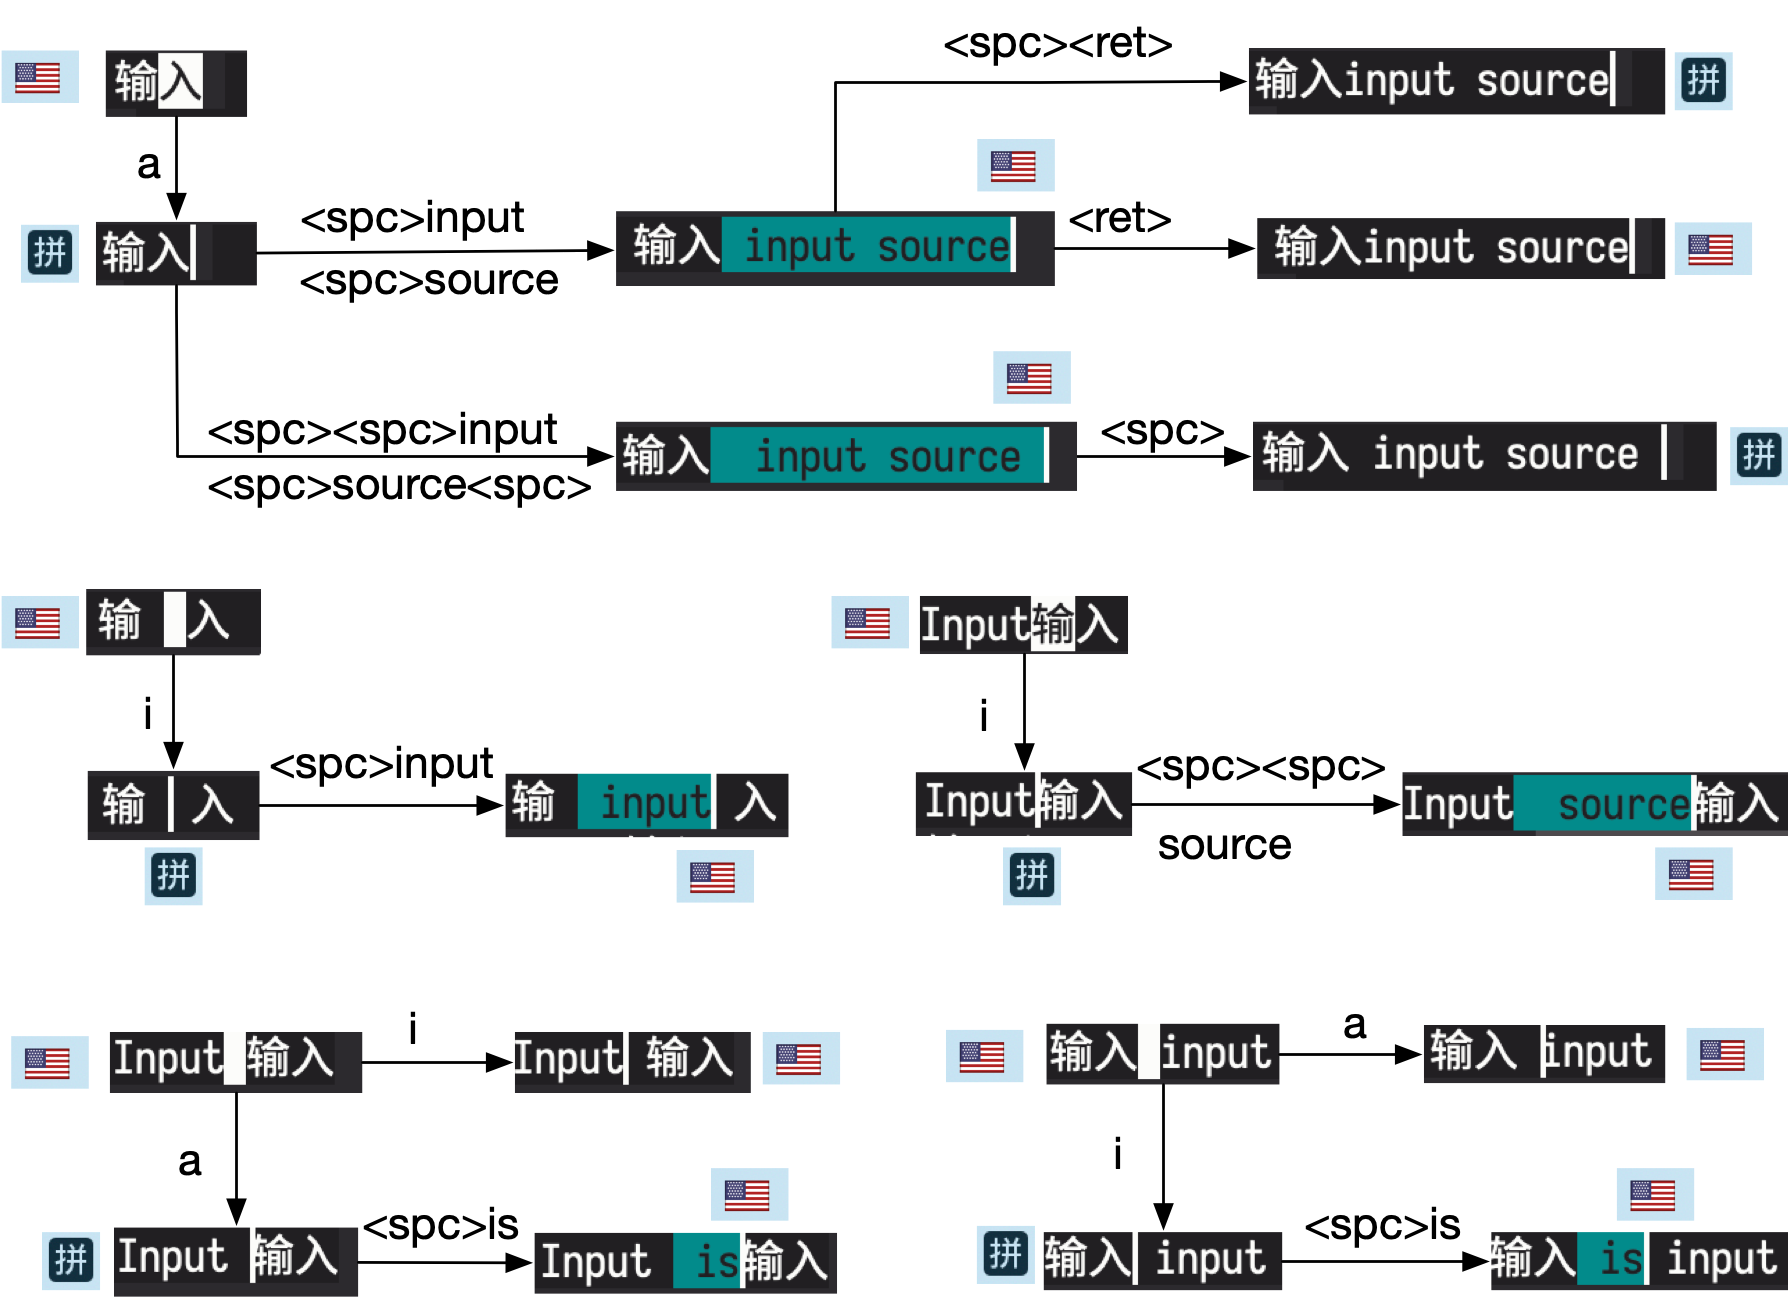 <spc><ret>
输入
输入input source
拼
a
<spc>input
<ret>
拼
输入
输入 input source
输入input source
<spc>source
<spc><spc>input
<spc>
输入  input source
输入 input source
拼
<spc>source<spc>
输 入
Input输入
i
i
<spc>input
<spc><spc>
输 入
输  input 入
Input输入
Input  source输入
source
拼
拼
i
a
Input 输入
Input 输入
输入 input
输入 input
a
i
<spc>is
<spc>is
拼
Input 输入
Input  is输入
拼
输入 input
输入 is input